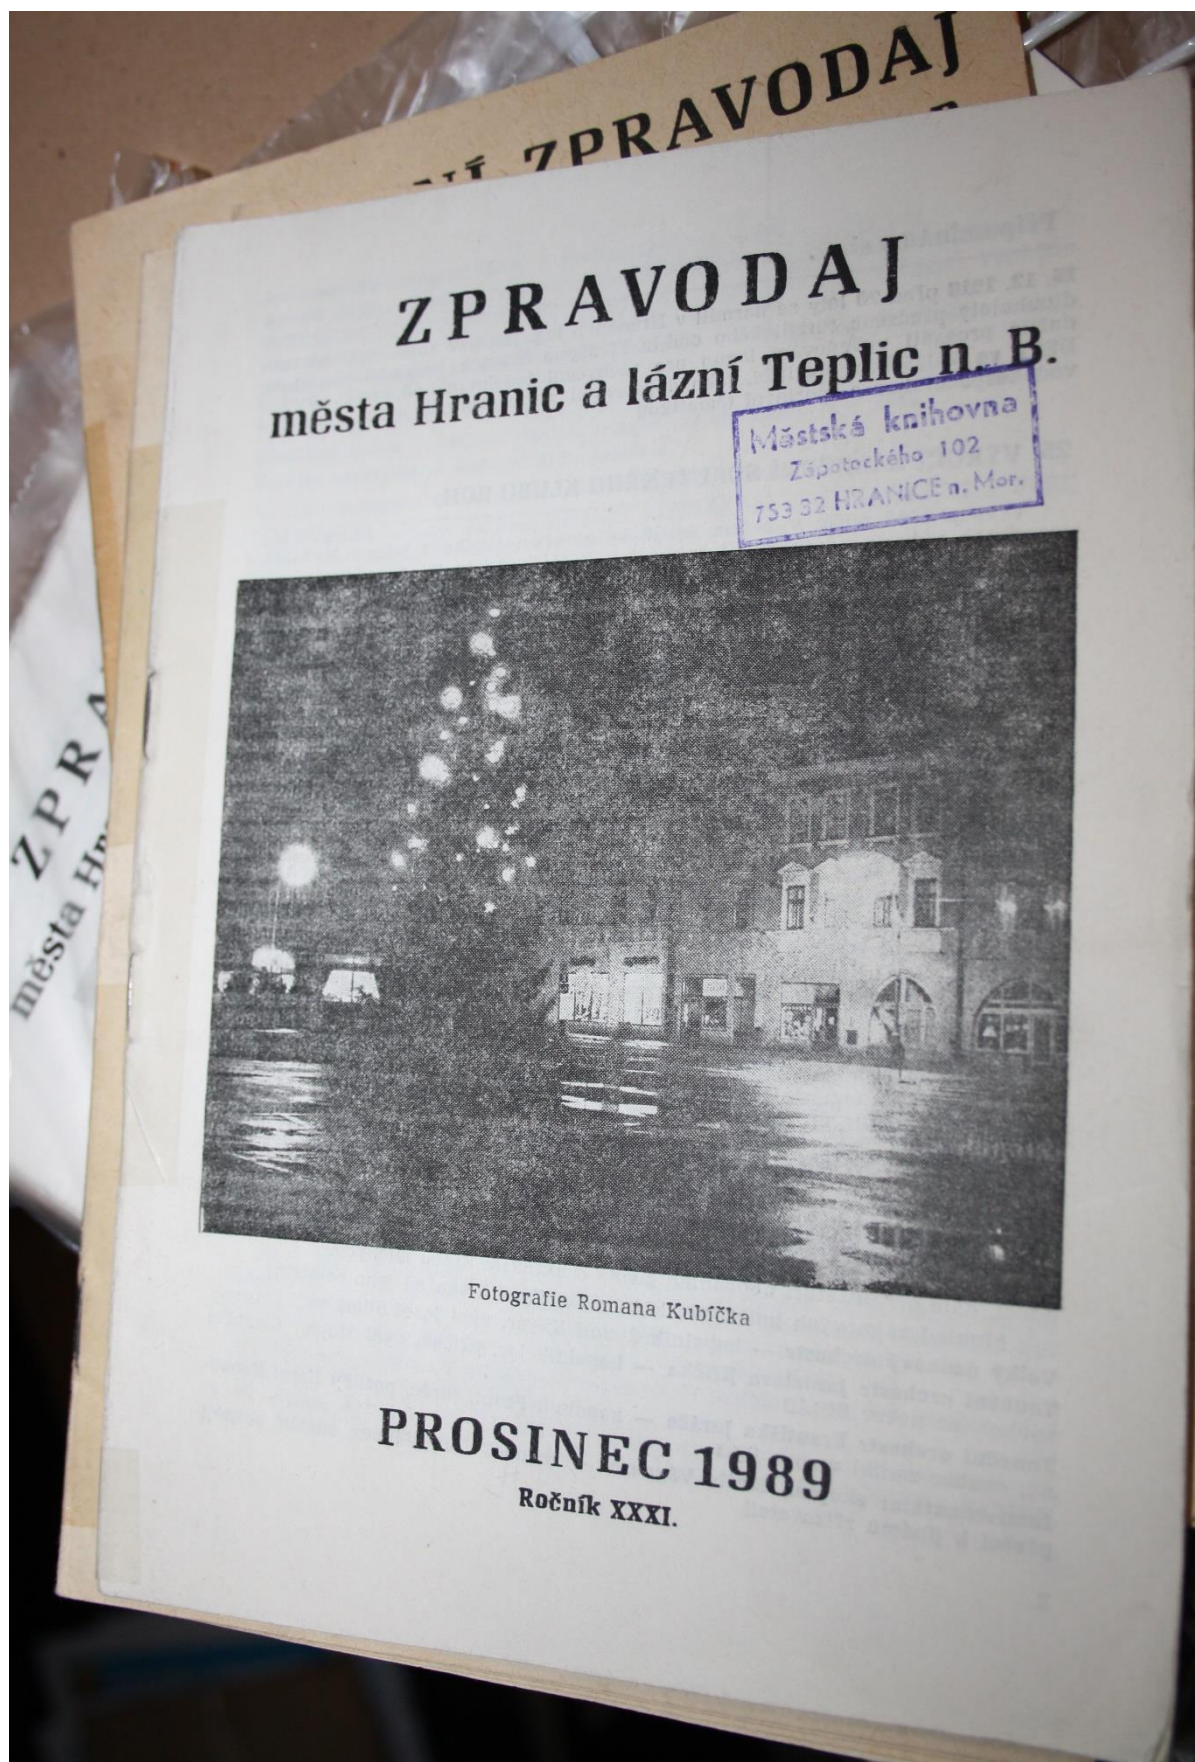 NÍ ZPRAVODAJ
ZPRAVODAJ
města Hranic a lázní Teplic n. B.
Městská knihovna
Zápotockého 102
753 32 HRANICE n. Mor.
Fotografie Romana Kubíčka
PROSINEC 1989
Ročník XXXI.
ZPRA
města Hr